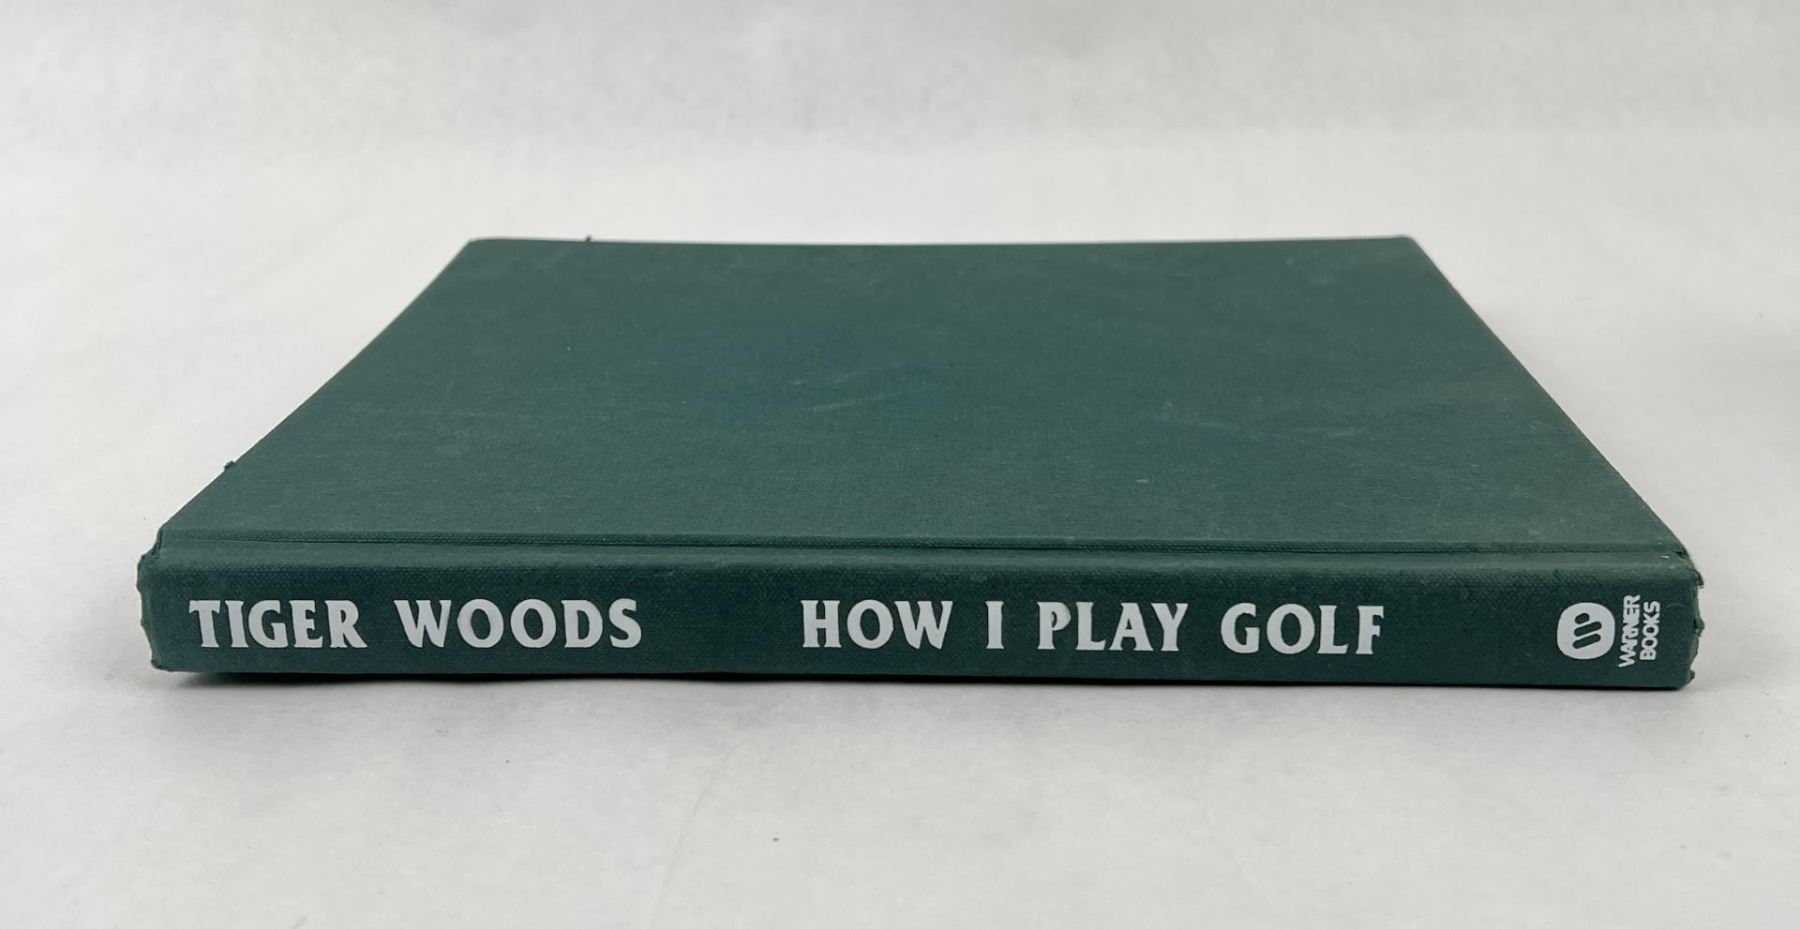 TIGER WOODS HOW I PLAY GOLF
WARNER
BOOKS